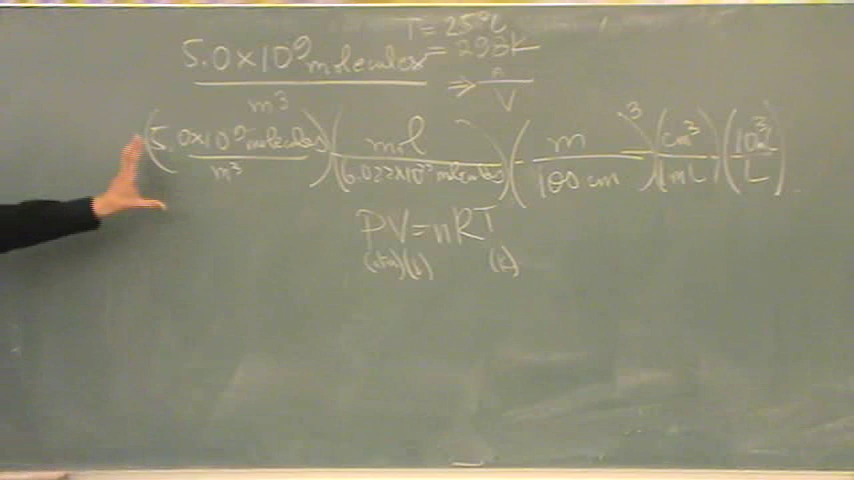 T = 25°C
= 298K
5.0×10⁹ molecules / m³ ⇒ n / V
(5.0×10⁹ molecules / m³)(mol / 6.022×10²³ molecules)(m / 100 cm)³(cm³ / 1 mL)(10³ mL / L)
PV=nRT
(atm)(L) (K)